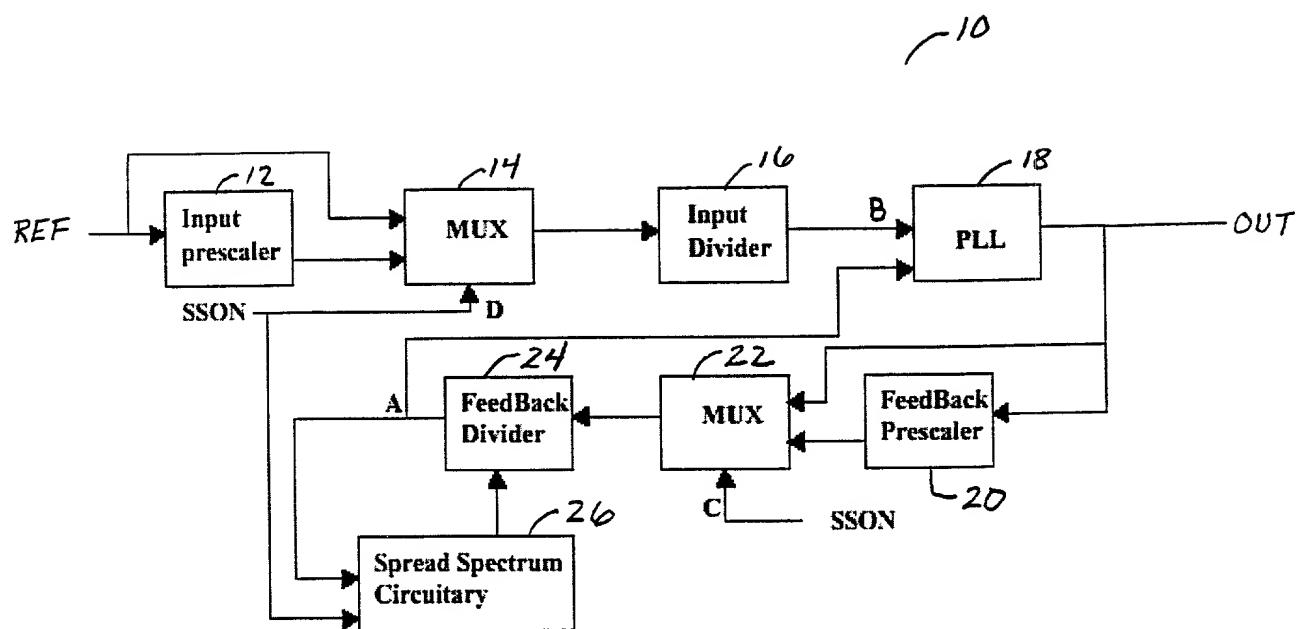 10
12
14
16
18
REF
Input
prescaler
MUX
Input
Divider
B
PLL
OUT
SSON
D
24
22
A
FeedBack
Divider
MUX
FeedBack
Prescaler
20
C
SSON
26
Spread Spectrum
Circuitary